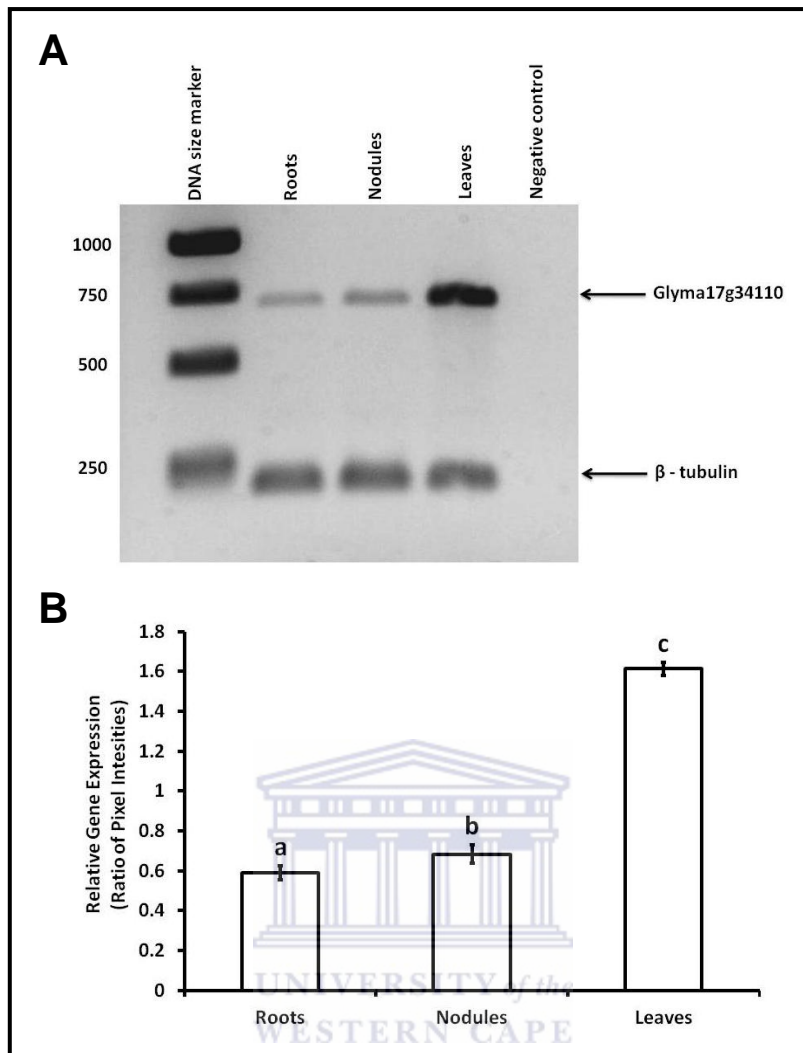 A
DNA size marker
Roots
Nodules
Leaves
Negative control
1000
750
500
250
Glyma17g34110
β - tubulin
B
Relative Gene Expression
(Ratio of Pixel Intesities)
1.8
1.6
1.4
1.2
1
0.8
0.6
0.4
0.2
0
a
b
c
Roots
Nodules
Leaves
UNIVERSITY of the
WESTERN CAPE